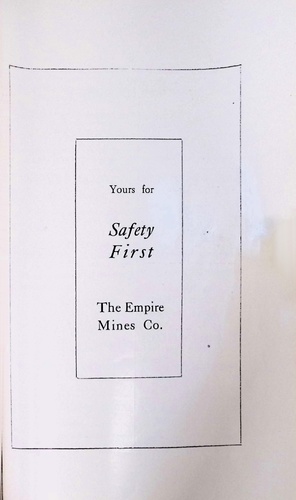 Yours for
Safety
First
The Empire
Mines Co.